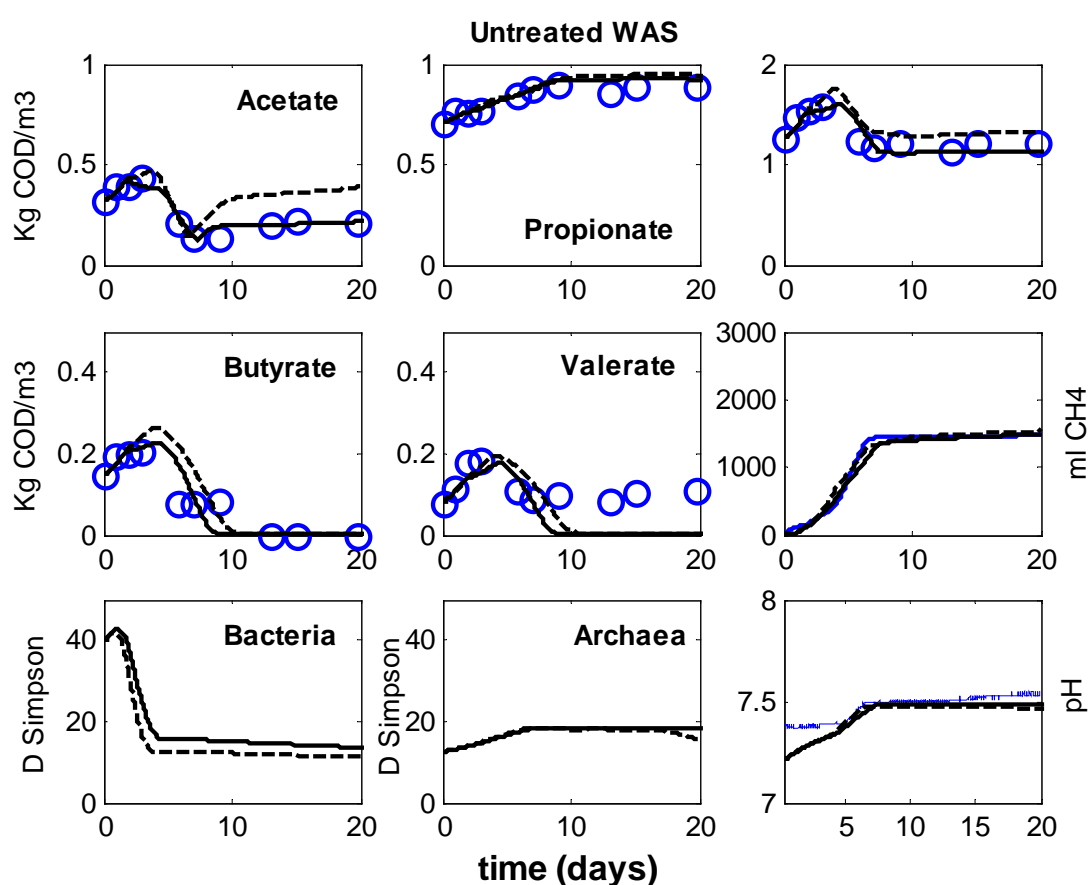 Untreated WAS
Kg COD/m3
1
0.5
0
Acetate
0 10 20
1
0.5
0
Propionate
0 10 20
2
1
0
0 10 20
Kg COD/m3
0.4
0.2
0
Butyrate
0 10 20
0.4
0.2
0
Valerate
0 10 20
3000
2000
1000
0
0 10 20
ml CH4
D Simpson
40
20
0
Bacteria
0 10 20
D Simpson
40
20
0
Archaea
0 10 20
8
7.5
7
5 10 15 20
pH
time (days)